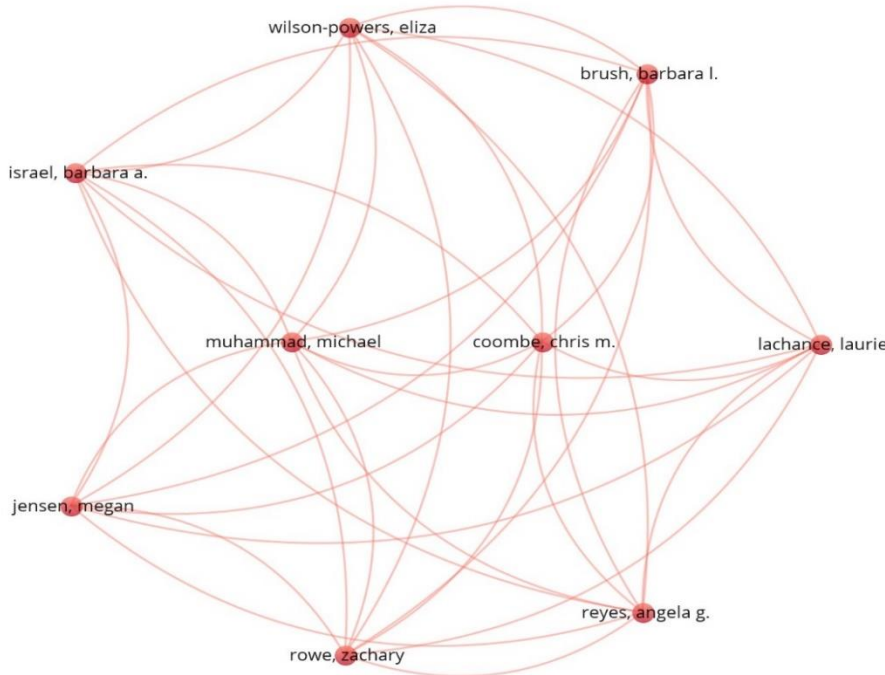 wilson-powers, eliza
brush, barbara l.
israel, barbara a.
muhammad, michael
coombe, chris m.
lachance, laurie
jensen, megan
reyes, angela g.
rowe, zachary